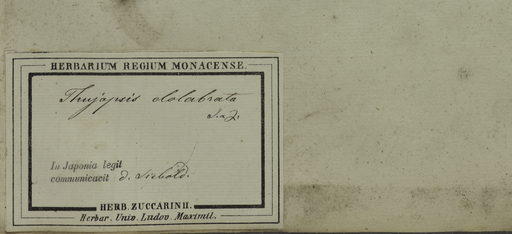 HERBARIUM REGIUM MONACENSE.
Thujopsis dolabrata
S. & Z.
In Japonia legit
communicavit d. Siebold.
HERB. ZUCCARINII.
Herbar. Univ. Ludov. Maximil.